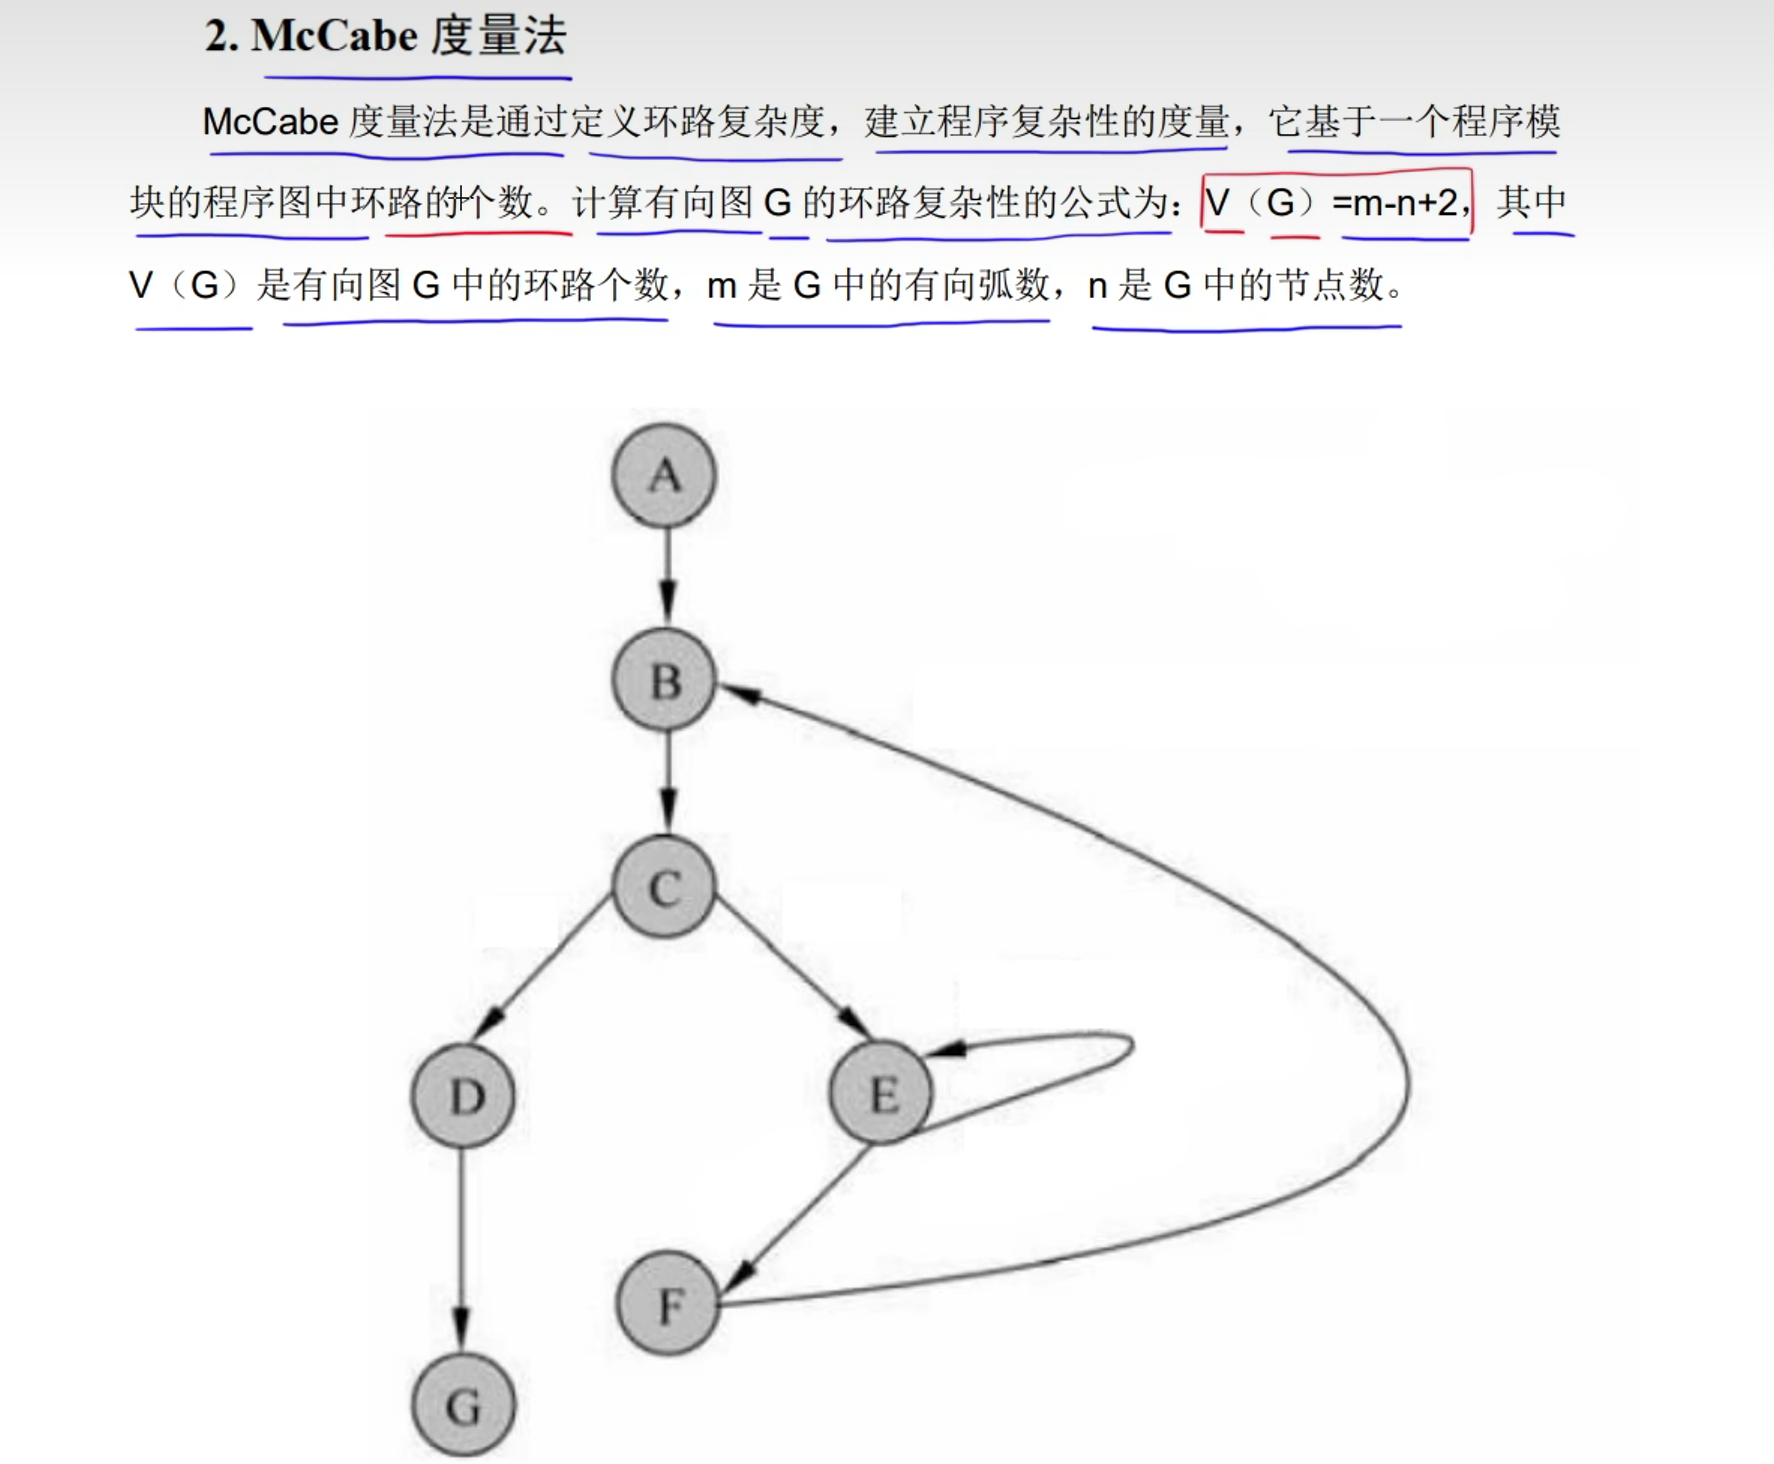 2. McCabe 度量法
McCabe 度量法是通过定义环路复杂度，建立程序复杂性的度量，它基于一个程序模
块的程序图中环路的个数。计算有向图 G 的环路复杂性的公式为：V（G）=m-n+2，其中
V（G）是有向图 G 中的环路个数，m 是 G 中的有向弧数，n 是 G 中的节点数。
A
B
C
D
E
F
G